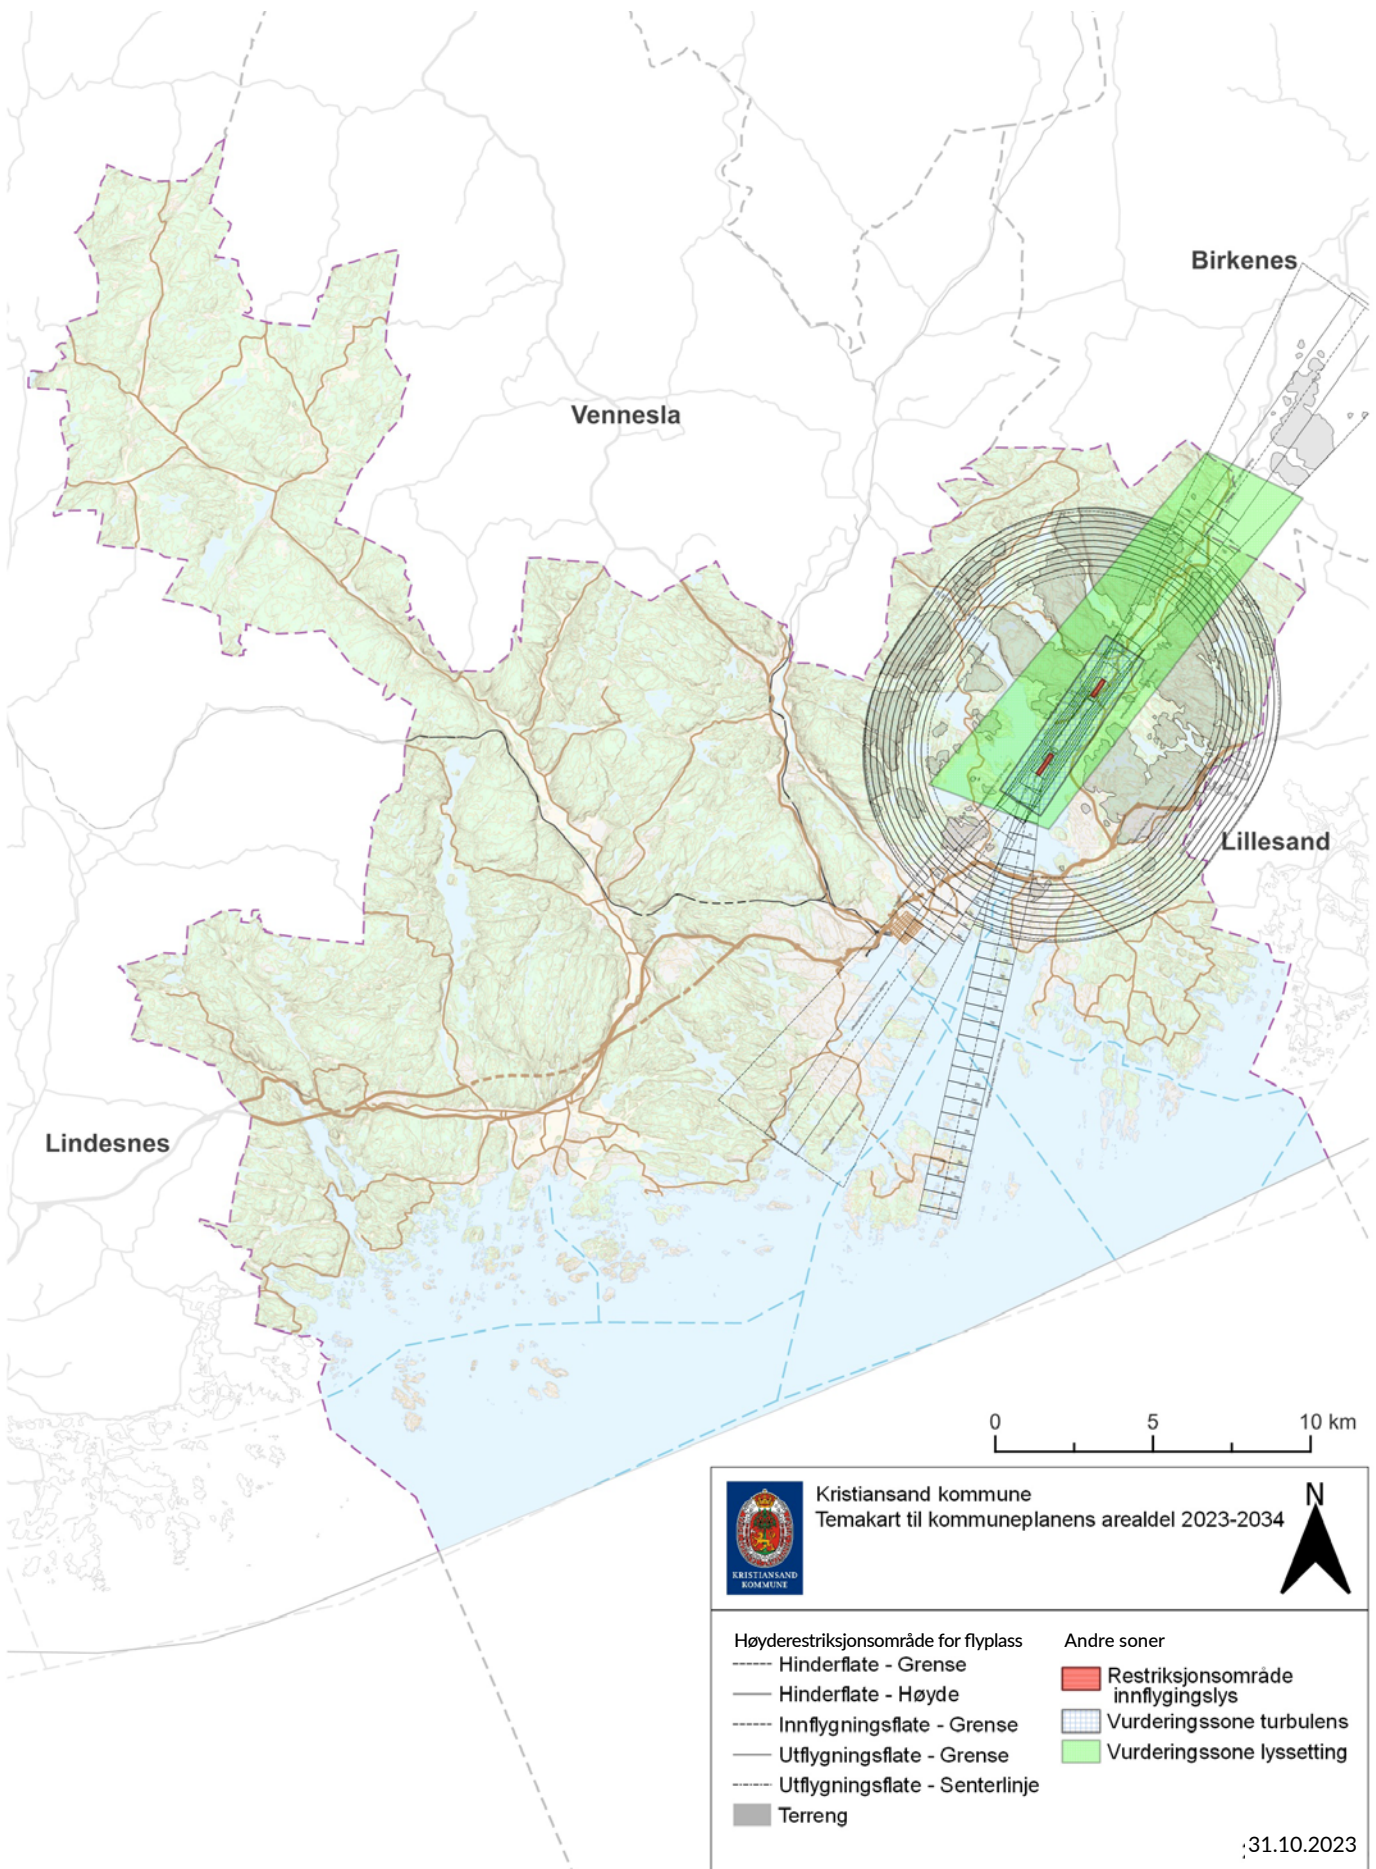 Birkenes
Vennesla
Lillesand
Lindesnes
0 5 10 km
Kristiansand kommune
Temakart til kommuneplanens arealdel 2023-2034
N
KRISTIANSAND
KOMMUNE
Høyderestriksjonsområde for flyplass
Hinderflate - Grense
Hinderflate - Høyde
Innflygningsflate - Grense
Utflygningsflate - Grense
Utflygningsflate - Senterlinje
Terreng
Andre soner
Restriksjonsområde
innflygingslys
Vurderingssone turbulens
Vurderingssone lyssetting
31.10.2023